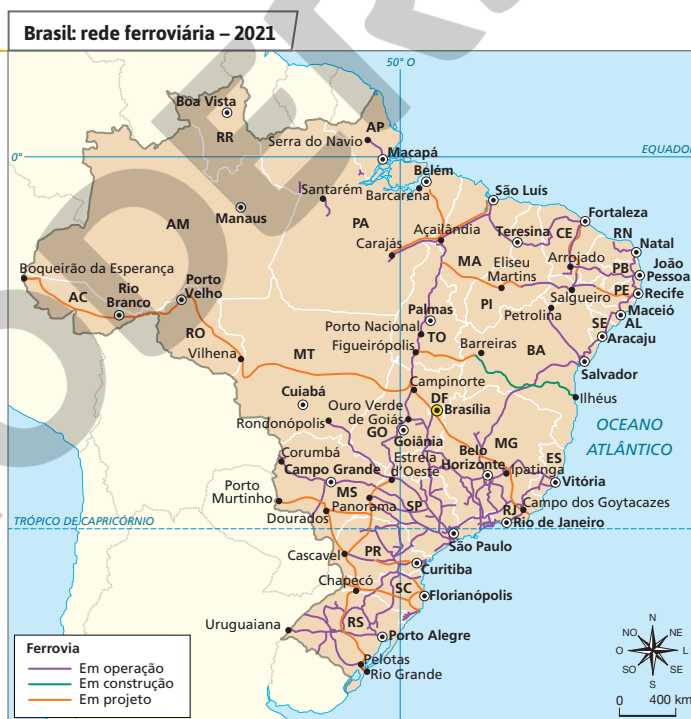 Brasil: rede ferroviária – 2021
50° O
Boa Vista
RR
AP
Serra do Navio
Macapá
EQUADOR
0°
Belém
Santarém
Barcarena
São Luís
Manaus
AM
PA
Fortaleza
Açailândia
Teresina
CE
RN
Carajás
Natal
MA
Eliseu
Martins
Arrojado
PB
João
Pessoa
Boqueirão da Esperança
Porto
Velho
PI
Salgueiro
PE
Recife
AC
Rio
Branco
Palmas
Petrolina
Maceió
AL
RO
Porto Nacional
TO
SE
Aracaju
Figueirópolis
Barreiras
BA
Vilhena
MT
Salvador
Campinorte
Cuiabá
DF
Brasília
Ilhéus
Ouro Verde
de Goiás
Rondonópolis
GO
Goiânia
OCEANO
ATLÂNTICO
MG
Corumbá
Estrela
d'Oeste
Belo
Horizonte
ES
Campo Grande
Ipatinga
Vitória
Porto
Murtinho
MS
Panorama
SP
Campo dos Goytacazes
Dourados
RJ
Rio de Janeiro
TRÓPICO DE CAPRICÓRNIO
São Paulo
Cascavel
PR
Curitiba
Chapecó
SC
Florianópolis
Uruguaiana
RS
Porto Alegre
Pelotas
Rio Grande
Ferrovia
Em operação
Em construção
Em projeto
N
NO
NE
O
L
SO
SE
S
0
400 km